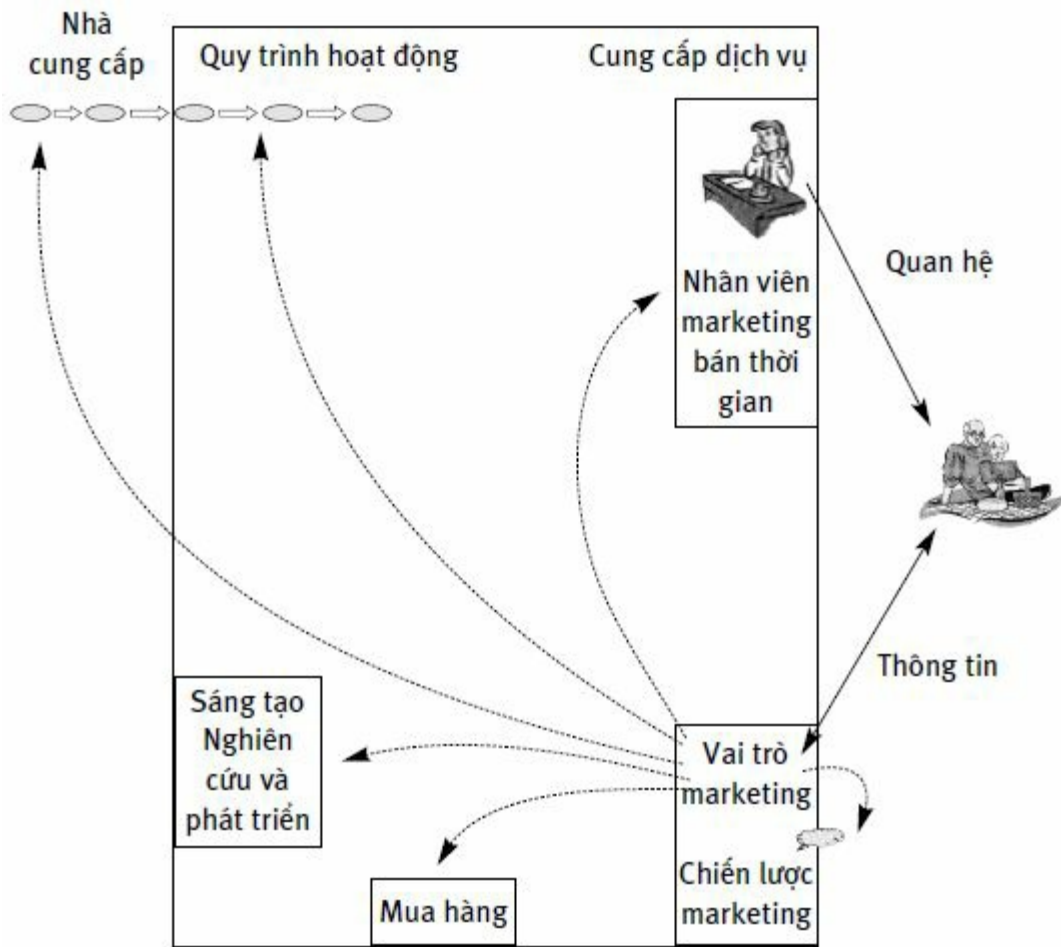 Nhà
cung cấp
Quy trình hoạt động
Cung cấp dịch vụ
Nhân viên
marketing
bán thời
gian
Quan hệ
Thông tin
Sáng tạo
Nghiên
cứu và
phát triển
Vai trò
marketing
Mua hàng
Chiến lược
marketing